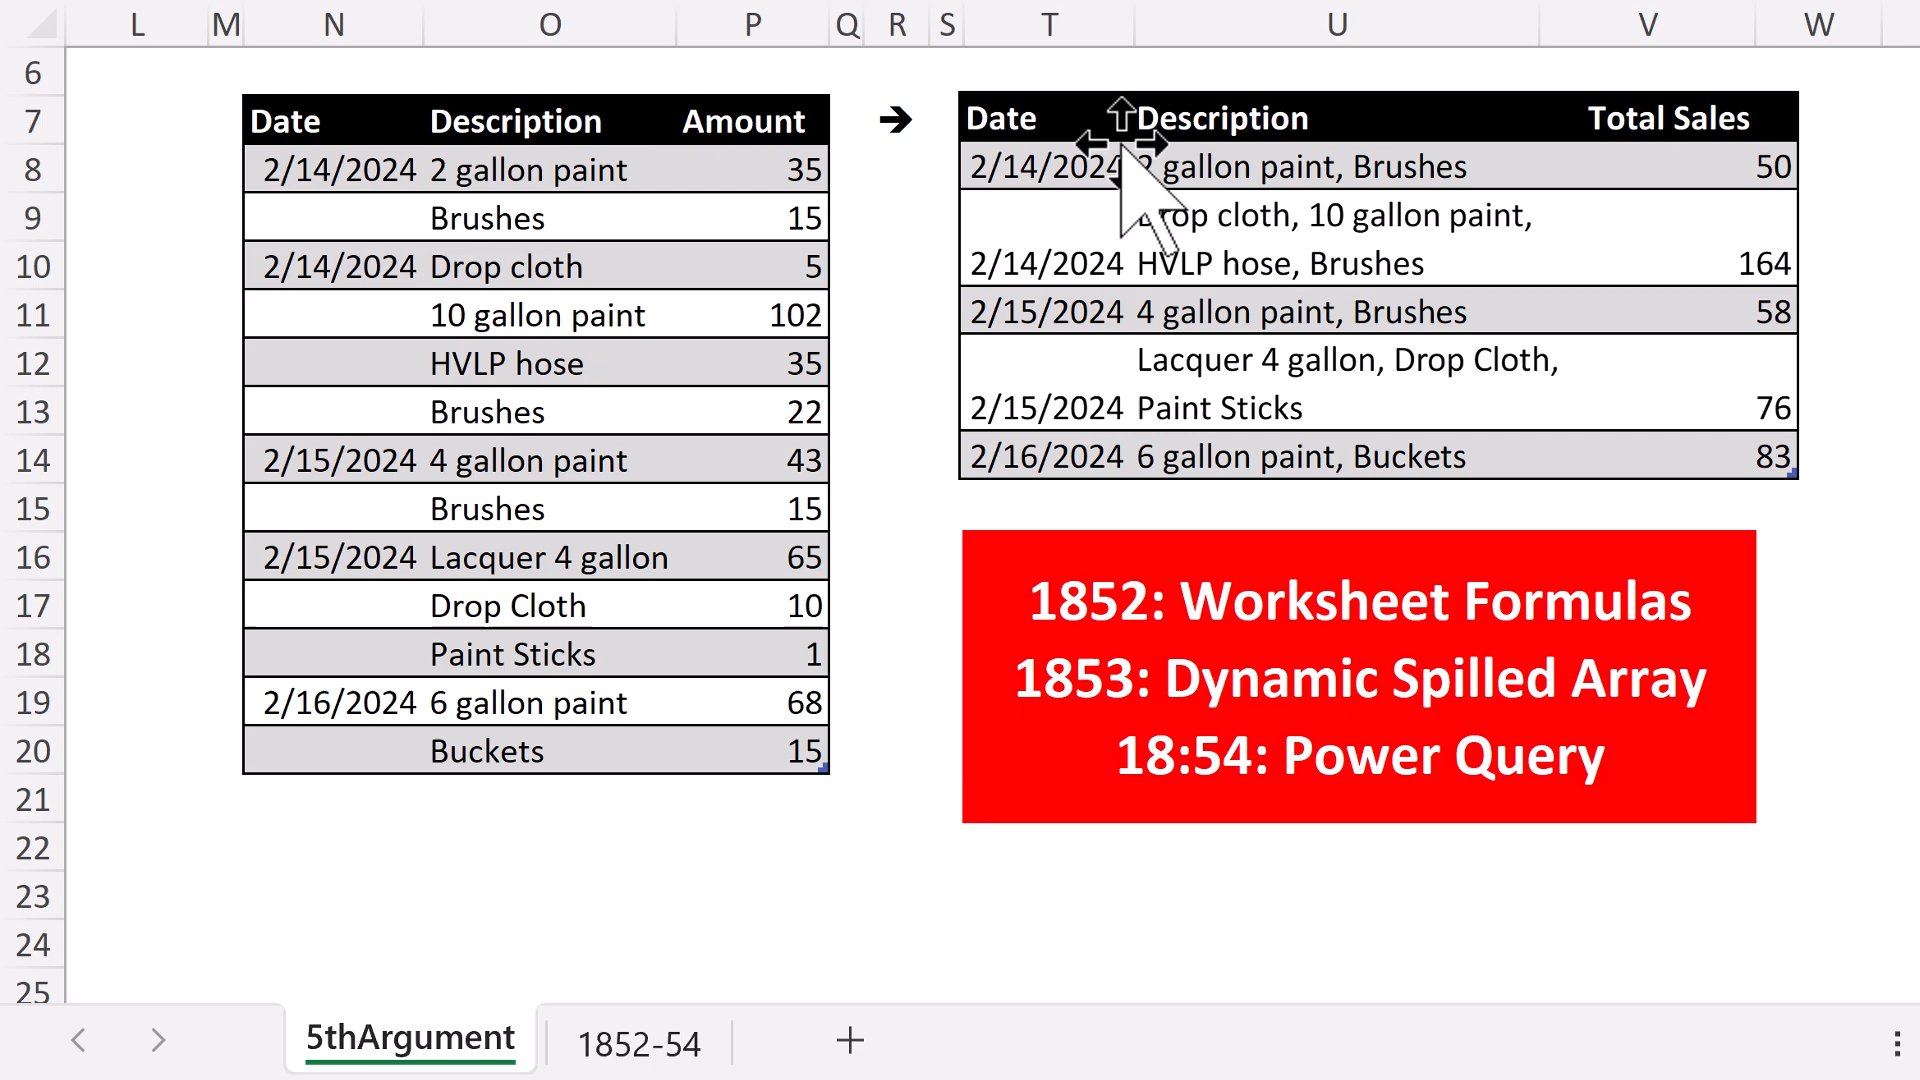 L M N O P Q R S T U V W
6
7 Date Description Amount ➔ Date Description Total Sales
8 2/14/2024 2 gallon paint 35 2/14/2024 2 gallon paint, Brushes 50
9 Brushes 15 Drop cloth, 10 gallon paint,
10 2/14/2024 Drop cloth 5 2/14/2024 HVLP hose, Brushes 164
11 10 gallon paint 102 2/15/2024 4 gallon paint, Brushes 58
12 HVLP hose 35 Lacquer 4 gallon, Drop Cloth,
13 Brushes 22 2/15/2024 Paint Sticks 76
14 2/15/2024 4 gallon paint 43 2/16/2024 6 gallon paint, Buckets 83
15 Brushes 15
16 2/15/2024 Lacquer 4 gallon 65
17 Drop Cloth 10
18 Paint Sticks 1
19 2/16/2024 6 gallon paint 68
20 Buckets 15
21
22
23
24
25
1852: Worksheet Formulas
1853: Dynamic Spilled Array
18:54: Power Query
5thArgument 1852-54